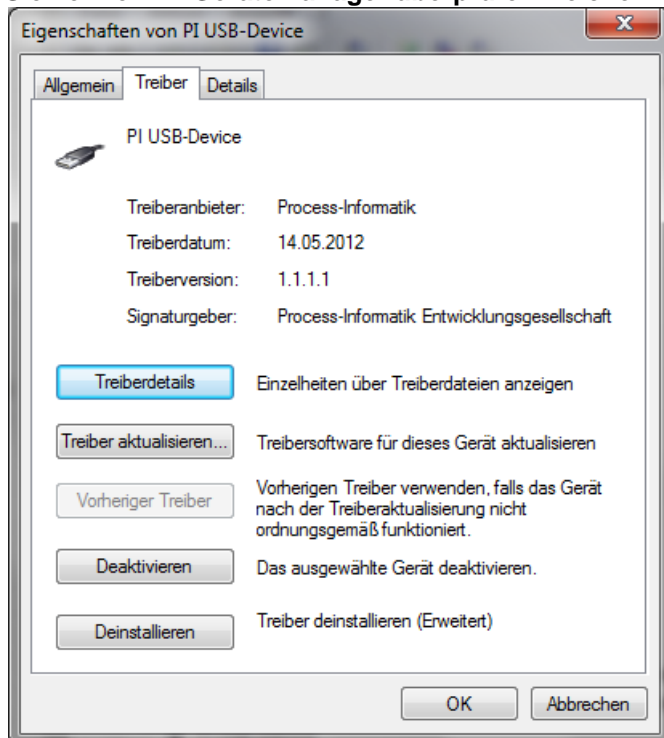 Eigenschaften von PI USB-Device
Allgemein Treiber Details
PI USB-Device
Treiberanbieter: Process-Informatik
Treiberdatum: 14.05.2012
Treiberversion: 1.1.1.1
Signaturgeber: Process-Informatik Entwicklungsgesellschaft
Treiberdetails Einzelheiten über Treiberdateien anzeigen
Treiber aktualisieren... Treibersoftware für dieses Gerät aktualisieren
Vorheriger Treiber Vorherigen Treiber verwenden, falls das Gerät
nach der Treiberaktualisierung nicht
ordnungsgemäß funktioniert.
Deaktivieren Das ausgewählte Gerät deaktivieren.
Deinstallieren Treiber deinstallieren (Erweitert)
OK Abbrechen